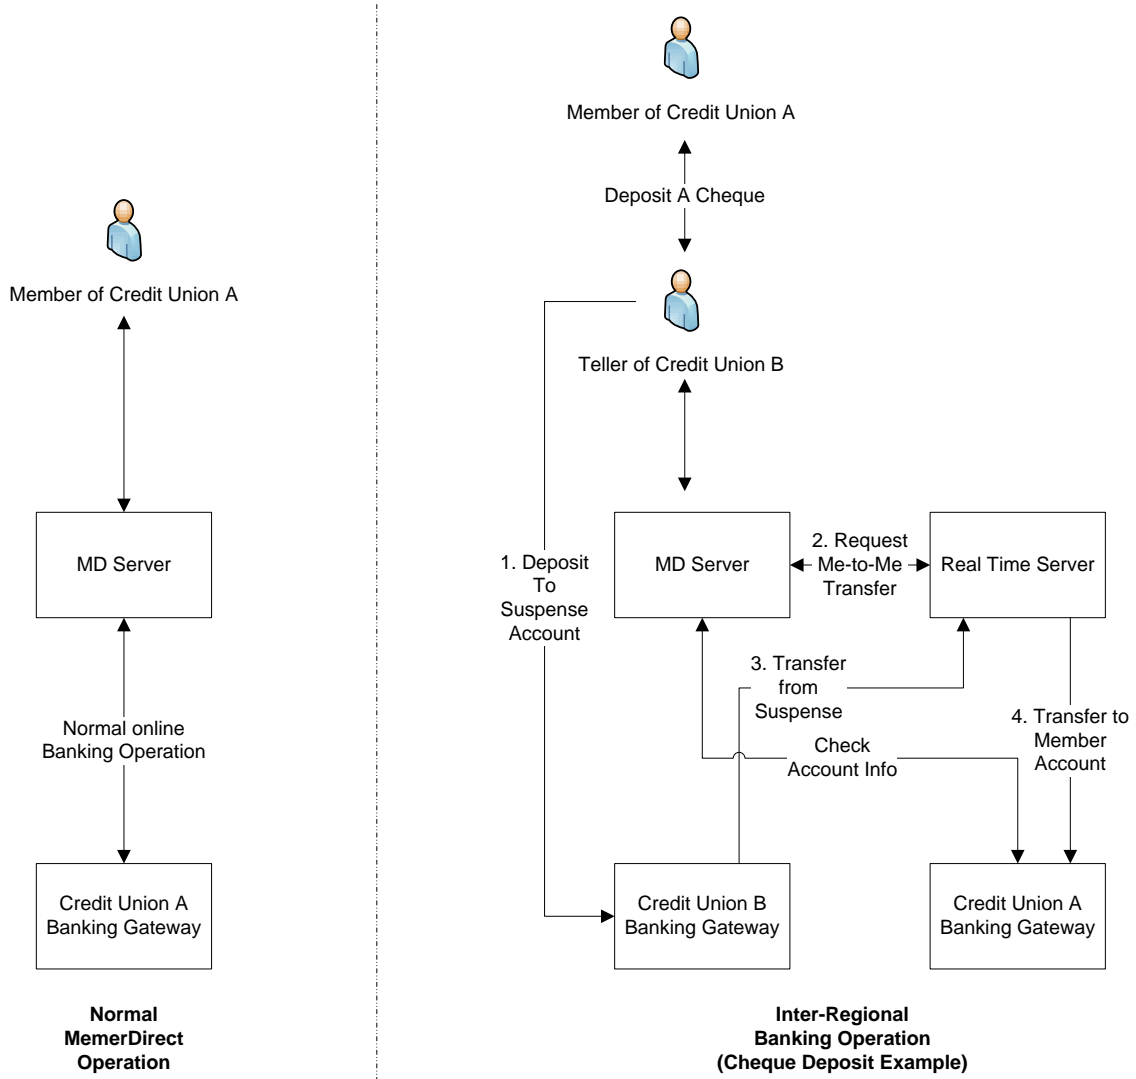 Member of Credit Union A
MD Server
Normal online
Banking Operation
Credit Union A
Banking Gateway
Normal
MemerDirect
Operation
Member of Credit Union A
Deposit A Cheque
Teller of Credit Union B
1. Deposit
To
Suspense
Account
MD Server
2. Request
Me-to-Me
Transfer
Real Time Server
3. Transfer
from
Suspense
Check
Account Info
4. Transfer to
Member
Account
Credit Union B
Banking Gateway
Credit Union A
Banking Gateway
Inter-Regional
Banking Operation
(Cheque Deposit Example)